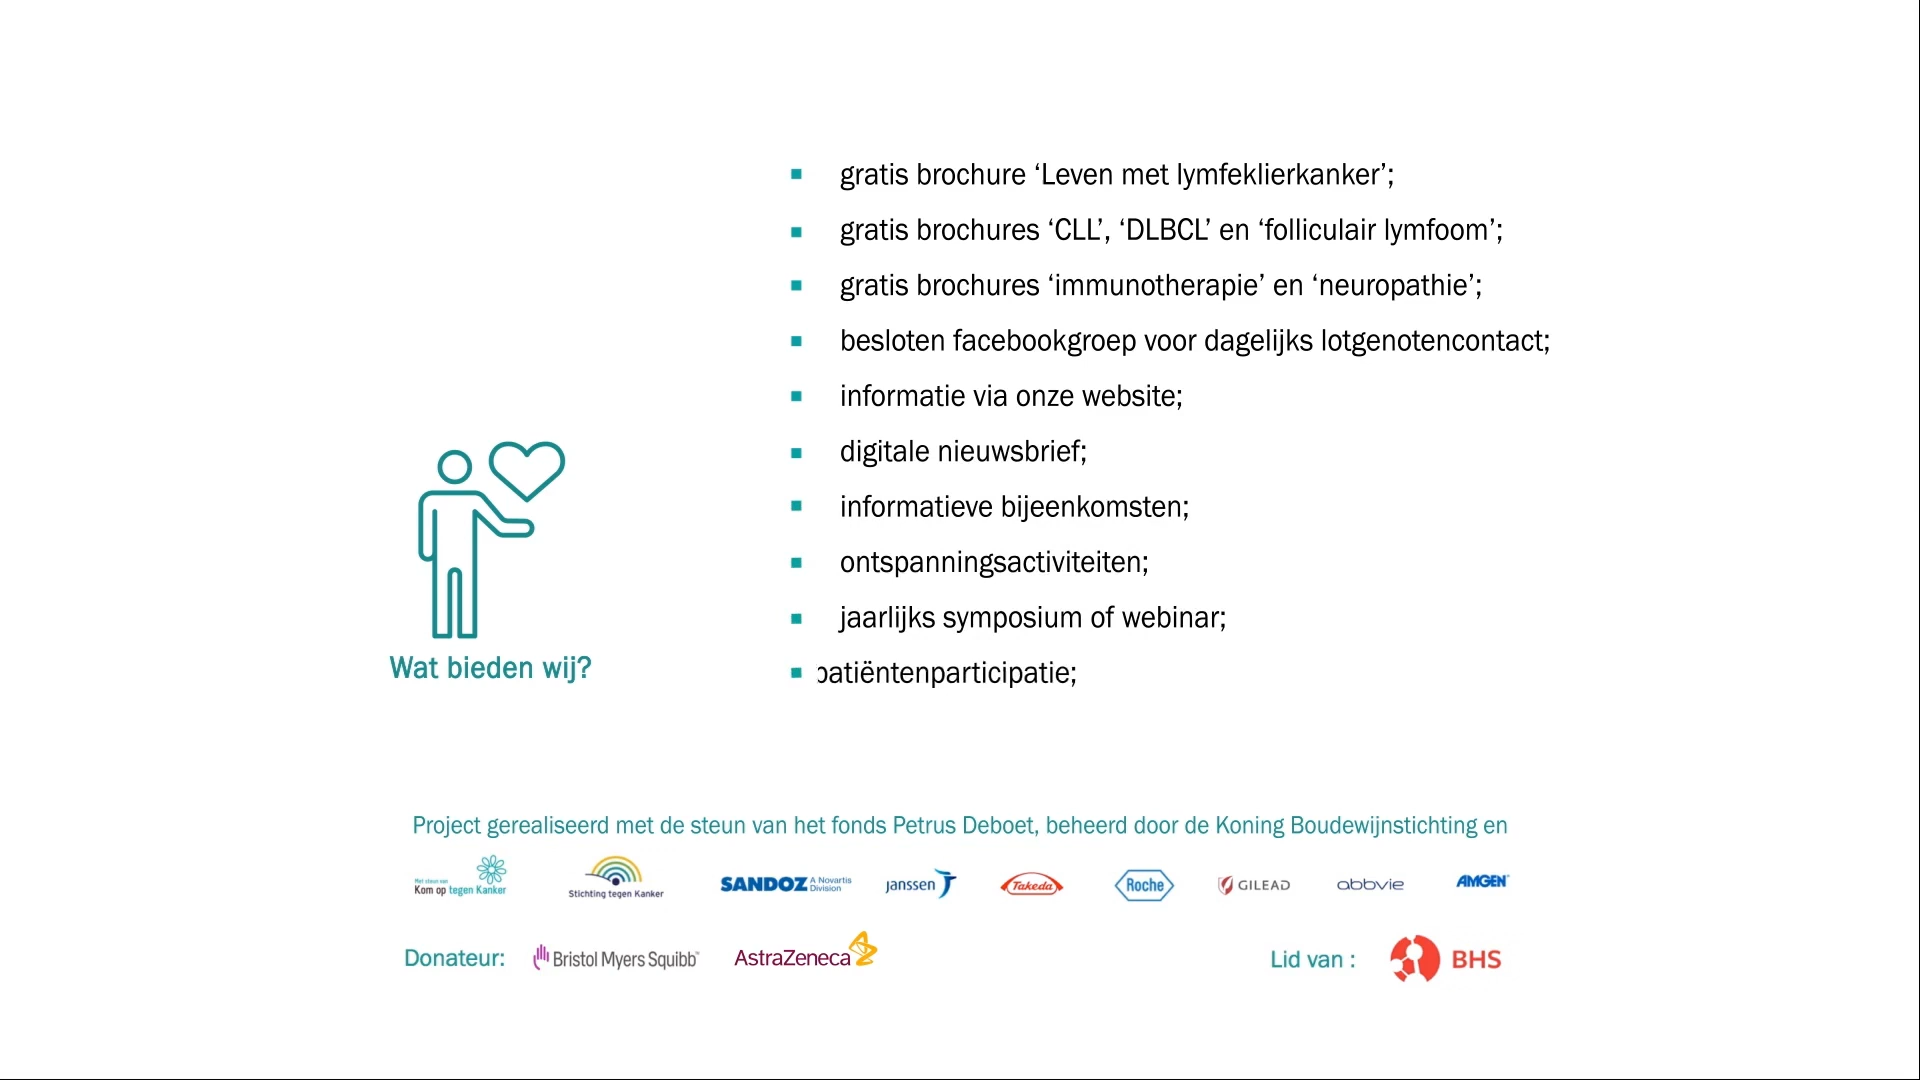 gratis brochure ‘Leven met lymfeklierkanker’;
gratis brochures ‘CLL’, ‘DLBCL’ en ‘folliculair lymfoom’;
gratis brochures ‘immunotherapie’ en ‘neuropathie’;
besloten facebookgroep voor dagelijks lotgenotencontact;
informatie via onze website;
digitale nieuwsbrief;
informatieve bijeenkomsten;
ontspanningsactiviteiten;
jaarlijks symposium of webinar;
patiëntenparticipatie;
Wat bieden wij?
Project gerealiseerd met de steun van het fonds Petrus Deboet, beheerd door de Koning Boudewijnstichting en
Met steun van
Kom op tegen Kanker
Stichting tegen Kanker
SANDOZ A Novartis Division
janssen
Takeda
Roche
GILEAD
abbvie
AMGEN
Donateur: Bristol Myers Squibb™ AstraZeneca
Lid van : BHS